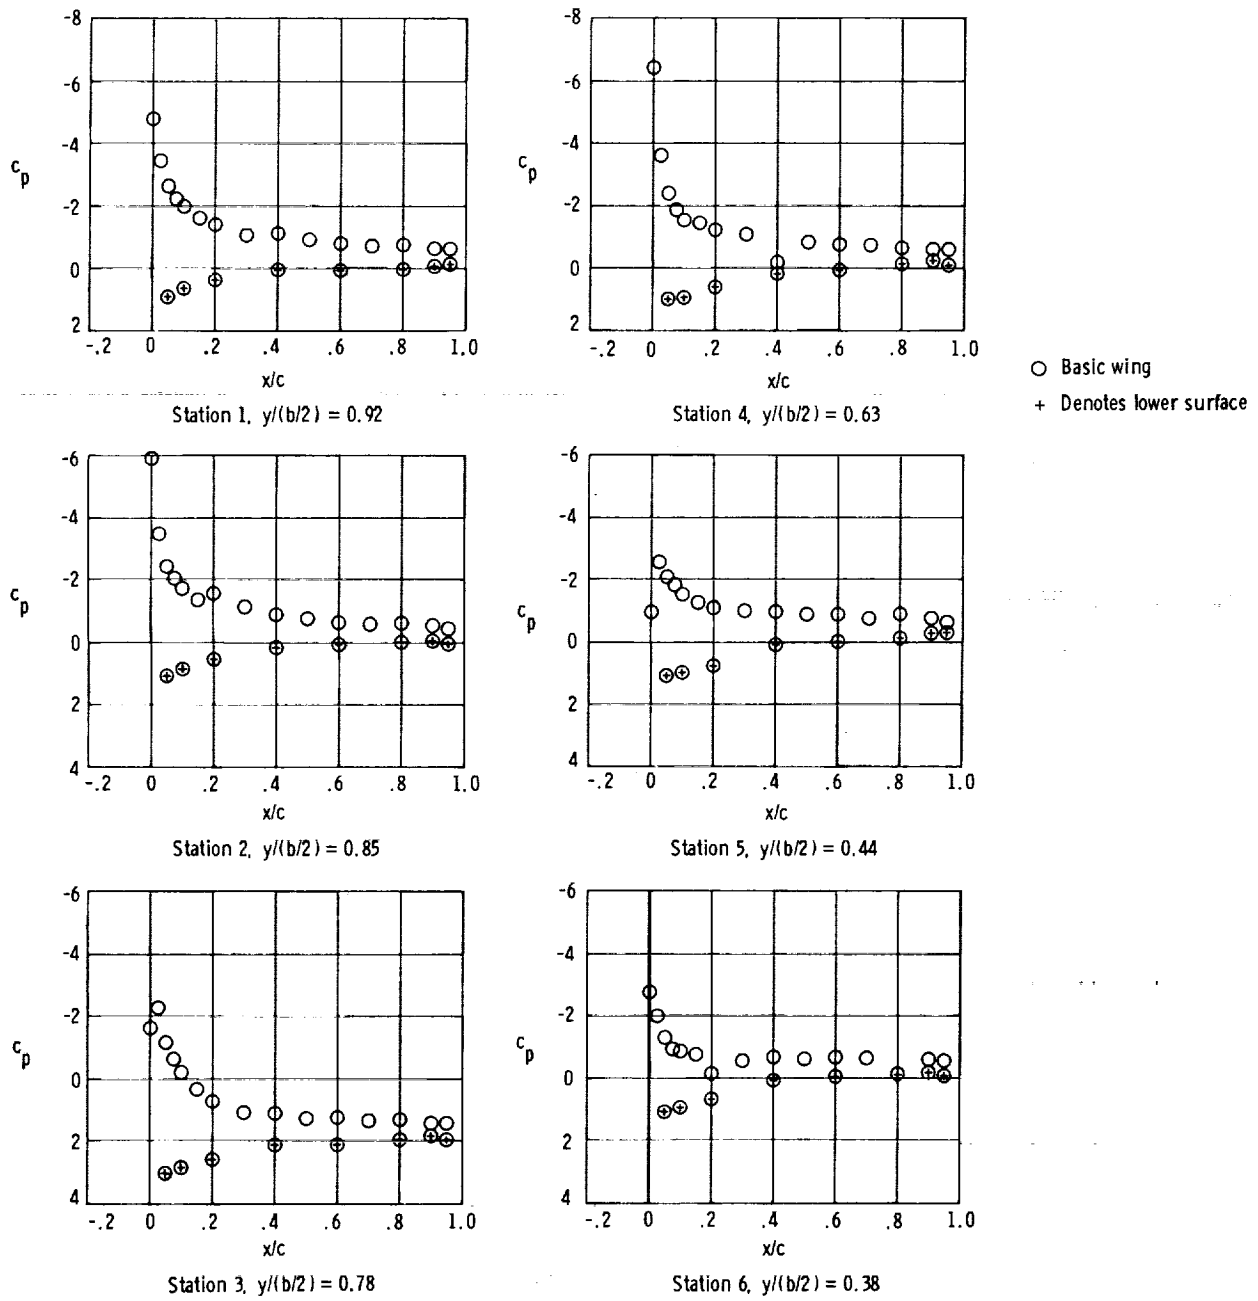 -8
-6
-4
-2
0
2
c_p
-.2 0 .2 .4 .6 .8 1.0
x/c
Station 1, y/(b/2) = 0.92
-8
-6
-4
-2
0
2
c_p
-.2 0 .2 .4 .6 .8 1.0
x/c
Station 4, y/(b/2) = 0.63
○ Basic wing
+ Denotes lower surface
-6
-4
-2
0
2
4
c_p
-.2 0 .2 .4 .6 .8 1.0
x/c
Station 2, y/(b/2) = 0.85
-6
-4
-2
0
2
4
c_p
-.2 0 .2 .4 .6 .8 1.0
x/c
Station 5, y/(b/2) = 0.44
-6
-4
-2
0
2
4
c_p
-.2 0 .2 .4 .6 .8 1.0
x/c
Station 3, y/(b/2) = 0.78
-6
-4
-2
0
2
4
c_p
-.2 0 .2 .4 .6 .8 1.0
x/c
Station 6, y/(b/2) = 0.38